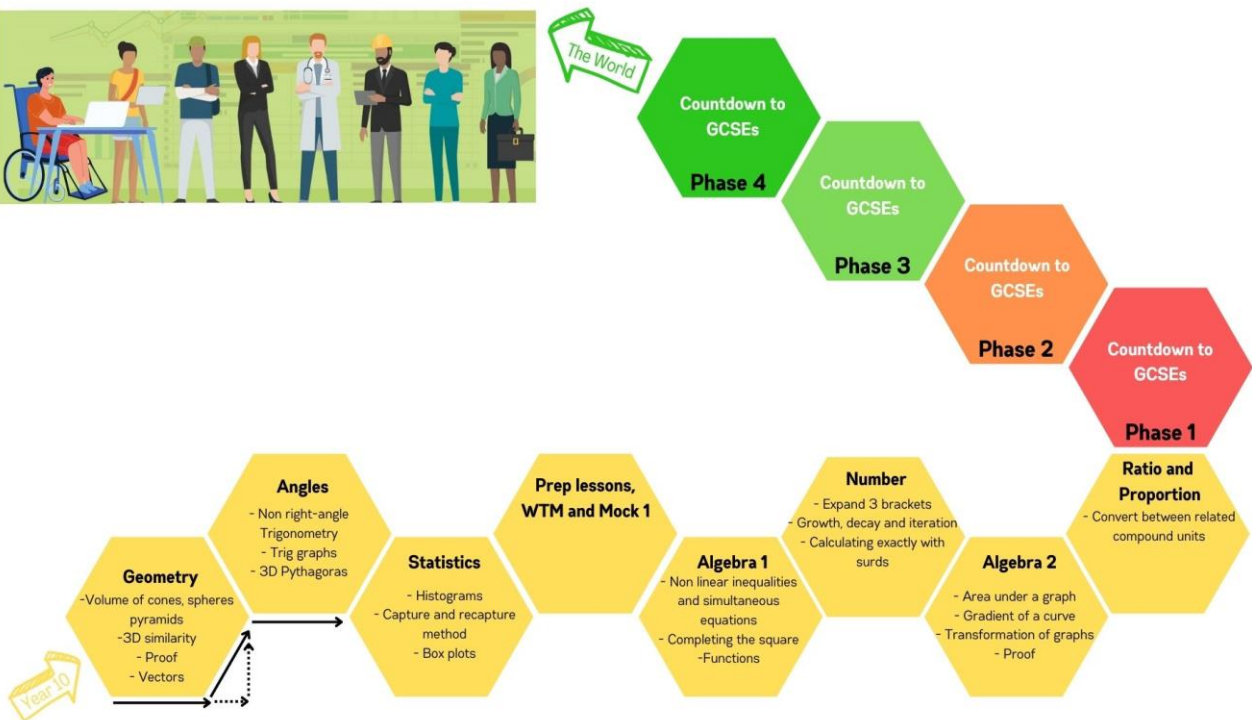 Year 10
Geometry
-Volume of cones, spheres
pyramids
-3D similarity
- Proof
- Vectors
Angles
- Non right-angle
Trigonometry
- Trig graphs
- 3D Pythagoras
Statistics
- Histograms
- Capture and recapture
method
- Box plots
Prep lessons,
WTM and Mock 1
Algebra 1
- Non linear inequalities
and simultaneous
equations
- Completing the square
-Functions
Number
- Expand 3 brackets
- Growth, decay and iteration
- Calculating exactly with
surds
Algebra 2
- Area under a graph
- Gradient of a curve
- Transformation of graphs
- Proof
Ratio and
Proportion
- Convert between related
compound units
Countdown to
GCSEs
Phase 1
Countdown to
GCSEs
Phase 2
Countdown to
GCSEs
Phase 3
Countdown to
GCSEs
Phase 4
The World